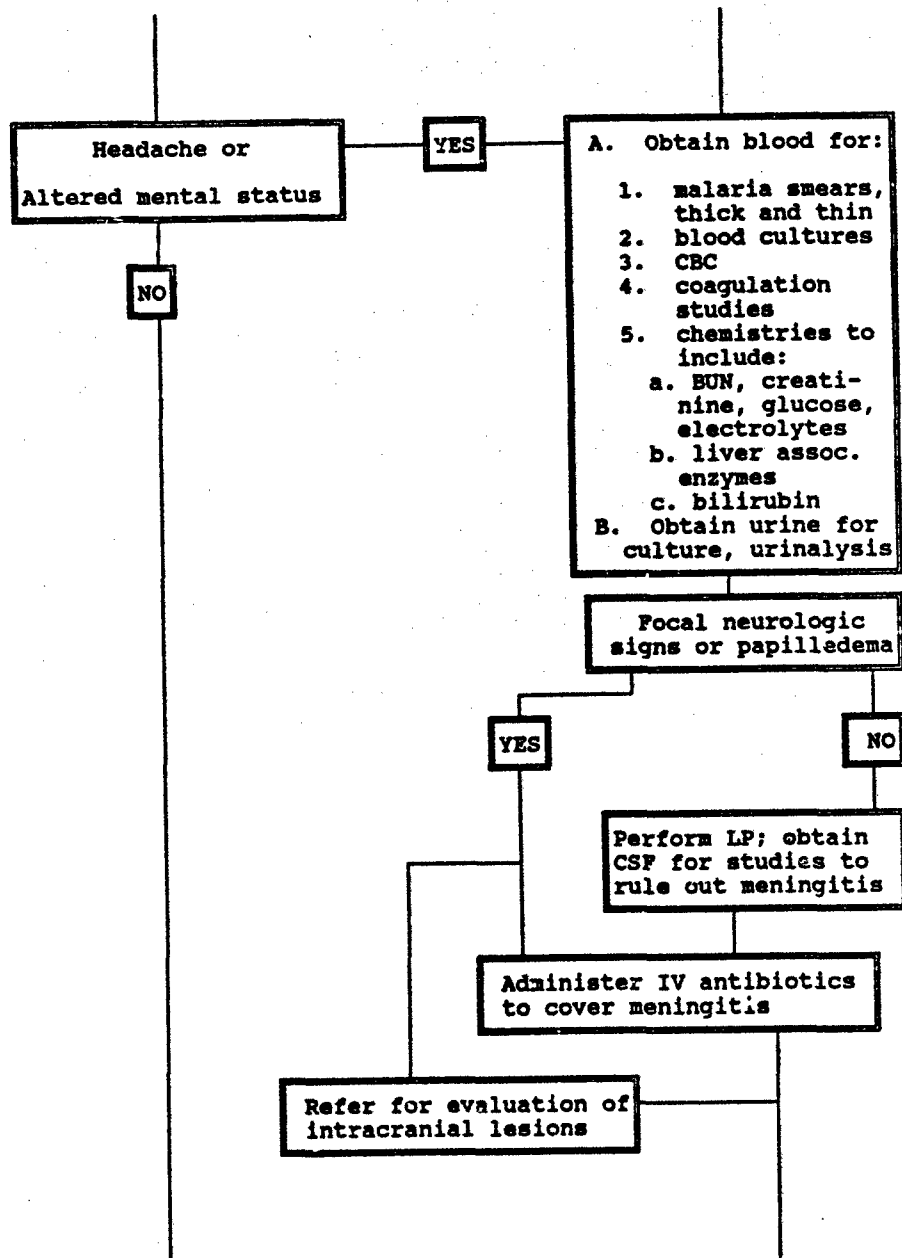 Headache or
Altered mental status
YES
NO
A. Obtain blood for:
1. malaria smears,
thick and thin
2. blood cultures
3. CBC
4. coagulation
studies
5. chemistries to
include:
a. BUN, creati-
nine, glucose,
electrolytes
b. liver assoc.
enzymes
c. bilirubin
B. Obtain urine for
culture, urinalysis
Focal neurologic
signs or papilledema
YES
NO
Perform LP; obtain
CSF for studies to
rule out meningitis
Administer IV antibiotics
to cover meningitis
Refer for evaluation of
intracranial lesions